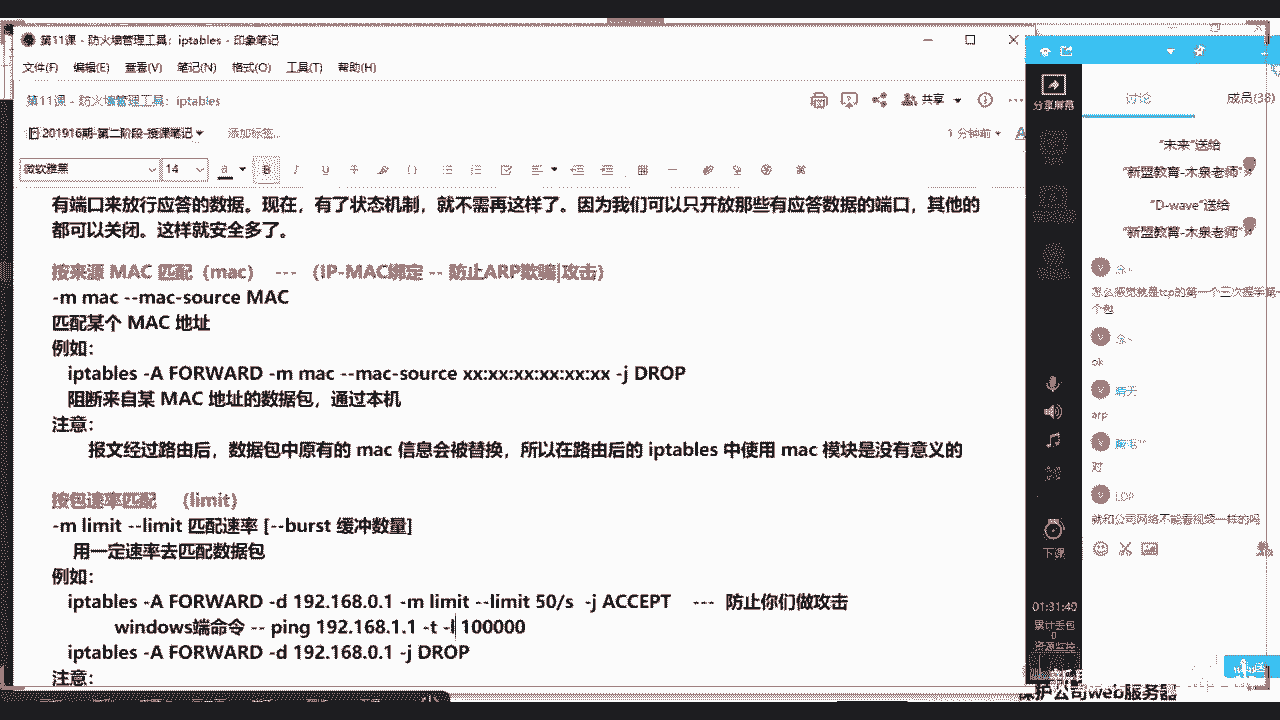 第11课 - 防火墙管理工具：iptables - 印象笔记
文件(F) 编辑(E) 查看(V) 笔记(N) 格式(O) 工具(T) 帮助(H)
第11课 - 防火墙管理工具：iptables
共享
201916期-第二阶段-授课笔记
添加标签...
1 分钟前
微软雅黑
14
有端口来放行应答的数据。现在，有了状态机制，就不需再这样了。因为我们可以只开放那些有应答数据的端口，其他的
都可以关闭。这样就安全多了。
按来源 MAC 匹配（mac） --- （IP-MAC绑定 -- 防止ARP欺骗|攻击）
-m mac --mac-source MAC
匹配某个 MAC 地址
例如：
iptables -A FORWARD -m mac --mac-source xx:xx:xx:xx:xx:xx -j DROP
阻断来自某 MAC 地址的数据包，通过本机
注意：
报文经过路由后，数据包中原有的 mac 信息会被替换，所以在路由后的 iptables 中使用 mac 模块是没有意义的
按包速率匹配 （limit）
-m limit --limit 匹配速率 [--burst 缓冲数量]
用一定速率去匹配数据包
例如：
iptables -A FORWARD -d 192.168.0.1 -m limit --limit 50/s -j ACCEPT --- 防止你们做攻击
windows端命令 -- ping 192.168.1.1 -t -l 100000
iptables -A FORWARD -d 192.168.0.1 -j DROP
注意：
分享屏幕
下课
01:31:40
累计丢包
0
资源监控
讨论
成员(38)
“未来”送给
“新盟教育-木泉老师”
“D-wave”送给
“新盟教育-木泉老师”
怎么感觉就是tcp的第一个三次握手第一
个包
ok
晴天
arp
对
LDP
就和公司网络不能看视频一样的吗
保护公司web服务器